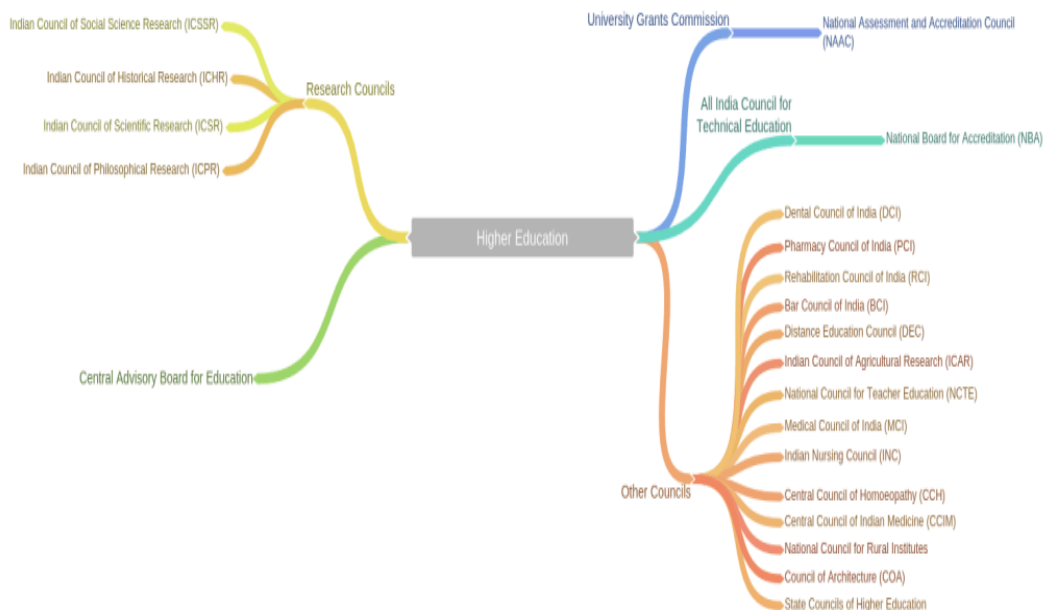 Indian Council of Social Science Research (ICSSR)
Indian Council of Historical Research (ICHR)
Research Councils
Indian Council of Scientific Research (ICSR)
Indian Council of Philosophical Research (ICPR)
Central Advisory Board for Education
Higher Education
University Grants Commission
National Assessment and Accreditation Council
(NAAC)
All India Council for
Technical Education
National Board for Accreditation (NBA)
Other Councils
Dental Council of India (DCI)
Pharmacy Council of India (PCI)
Rehabilitation Council of India (RCI)
Bar Council of India (BCI)
Distance Education Council (DEC)
Indian Council of Agricultural Research (ICAR)
National Council for Teacher Education (NCTE)
Medical Council of India (MCI)
Indian Nursing Council (INC)
Central Council of Homoeopathy (CCH)
Central Council of Indian Medicine (CCIM)
National Council for Rural Institutes
Council of Architecture (COA)
State Councils of Higher Education